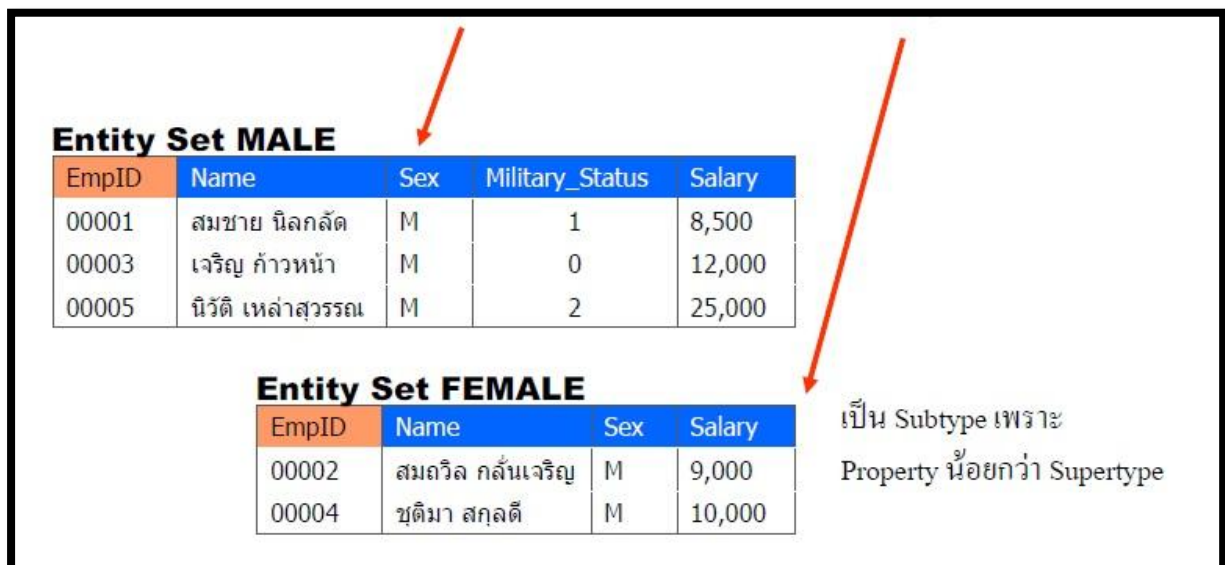 Entity Set MALE
EmpID Name Sex Military_Status Salary
00001 สมชาย นิลกลัด M 1 8,500
00003 เจริญ ก้าวหน้า M 0 12,000
00005 นิวัติ เหล่าสุวรรณ M 2 25,000
Entity Set FEMALE
EmpID Name Sex Salary
00002 สมถวิล กลั่นเจริญ M 9,000
00004 ชุติมา สกุลดี M 10,000
เป็น Subtype เพราะ
Property น้อยกว่า Supertype